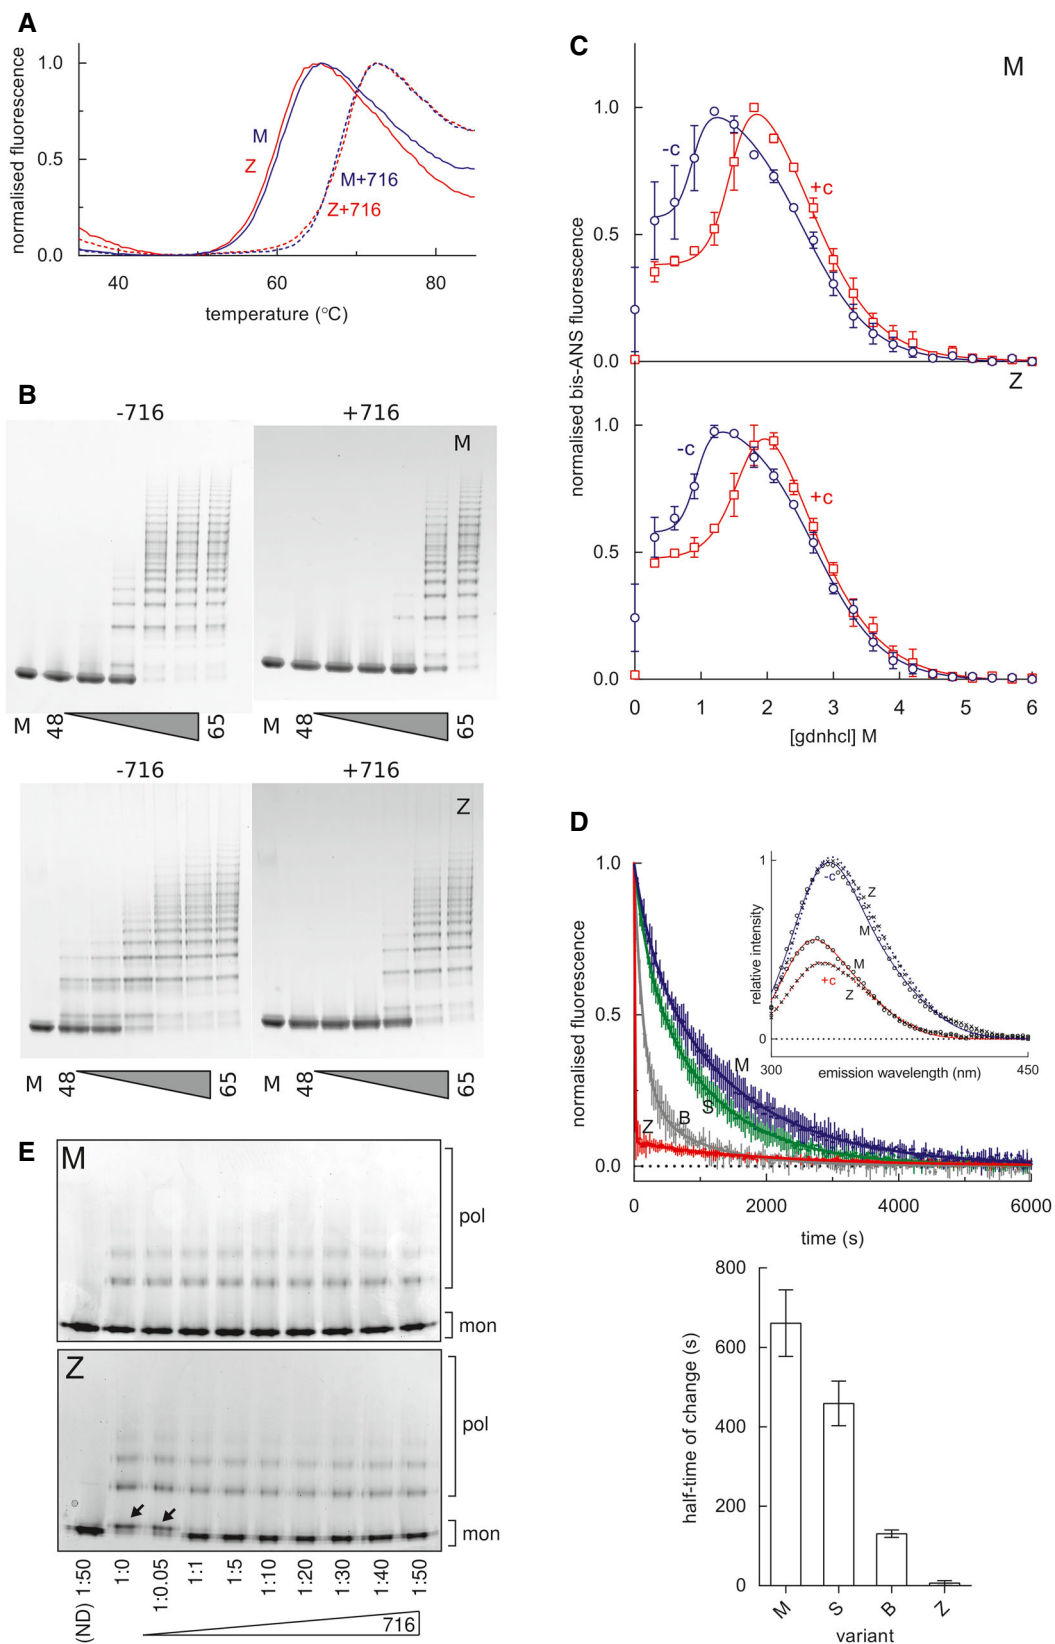 A
normalised fluorescence
1.0
0.5
0.0
M
Z
M+716
Z+716
40
60
80
temperature (°C)
B
-716
+716
M
M
48
65
M
48
65
-716
+716
Z
M
48
65
M
48
65
C
normalised bis-ANS fluorescence
M
1.0
0.5
0.0
-c
+c
Z
1.0
0.5
0.0
-c
+c
0
1
2
3
4
5
6
[gdnhcl] M
D
normalised fluorescence
1.0
0.5
0.0
M
S
B
Z
0
2000
4000
6000
time (s)
relative intensity
1
0
-c
Z
M
M
+c
Z
300
450
emission wavelength (nm)
half-time of change (s)
800
600
400
200
0
M
S
B
Z
variant
E
M
pol
mon
Z
pol
mon
(ND) 1:50
1:0
1:0.05
1:1
1:5
1:10
1:20
1:30
1:40
1:50
716